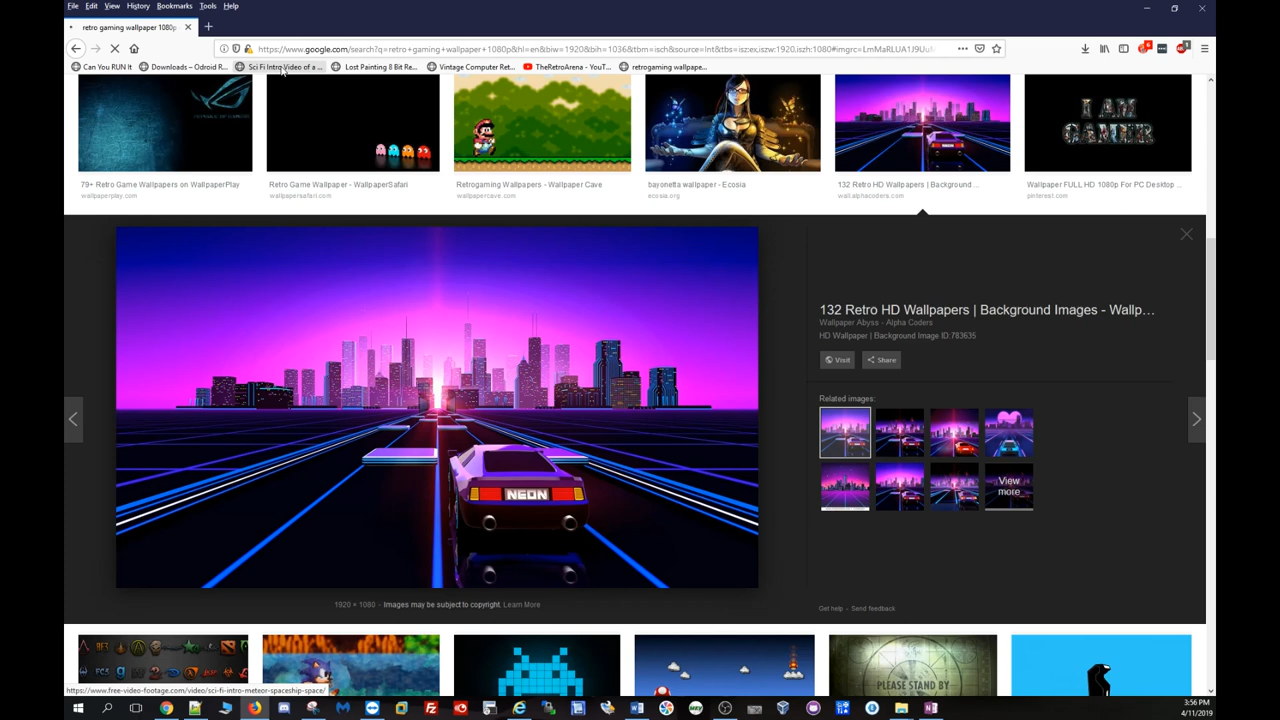 File Edit View History Bookmarks Tools Help
retro gaming wallpaper 1080p
https://www.google.com/search?q=retro+gaming+wallpaper+1080p&hl=en&biw=1920&bih=1036&tbm=isch&source=lnt&tbs=isz:ex,iszw:1920,iszh:1080#imgrc=LmMaRLUA1J9UuM
Can You RUN It Downloads – Odroid R... Sci Fi Intro Video of a ... Lost Painting 8 Bit Re... Vintage Computer Ret... TheRetroArena - YouT... retrogaming wallpape...
I AM
GAMER
79+ Retro Game Wallpapers on WallpaperPlay Retro Game Wallpaper - WallpaperSafari Retrogaming Wallpapers - Wallpaper Cave bayonetta wallpaper - Ecosia 132 Retro HD Wallpapers | Background ... Wallpaper FULL HD 1080p For PC Desktop ...
wallpaperplay.com wallpapersafari.com wallpapercave.com ecosia.org wall.alphacoders.com pinterest.com
132 Retro HD Wallpapers | Background Images - Wallp...
Wallpaper Abyss - Alpha Coders
HD Wallpaper | Background Image ID:783635
Visit Share
Related images:
View
more
NEON
1920 × 1080 - Images may be subject to copyright. Learn More
Get help - Send feedback
PLEASE STAND BY
https://www.free-video-footage.com/video/sci-fi-intro-meteor-spaceship-space/
3:56 PM
4/11/2019